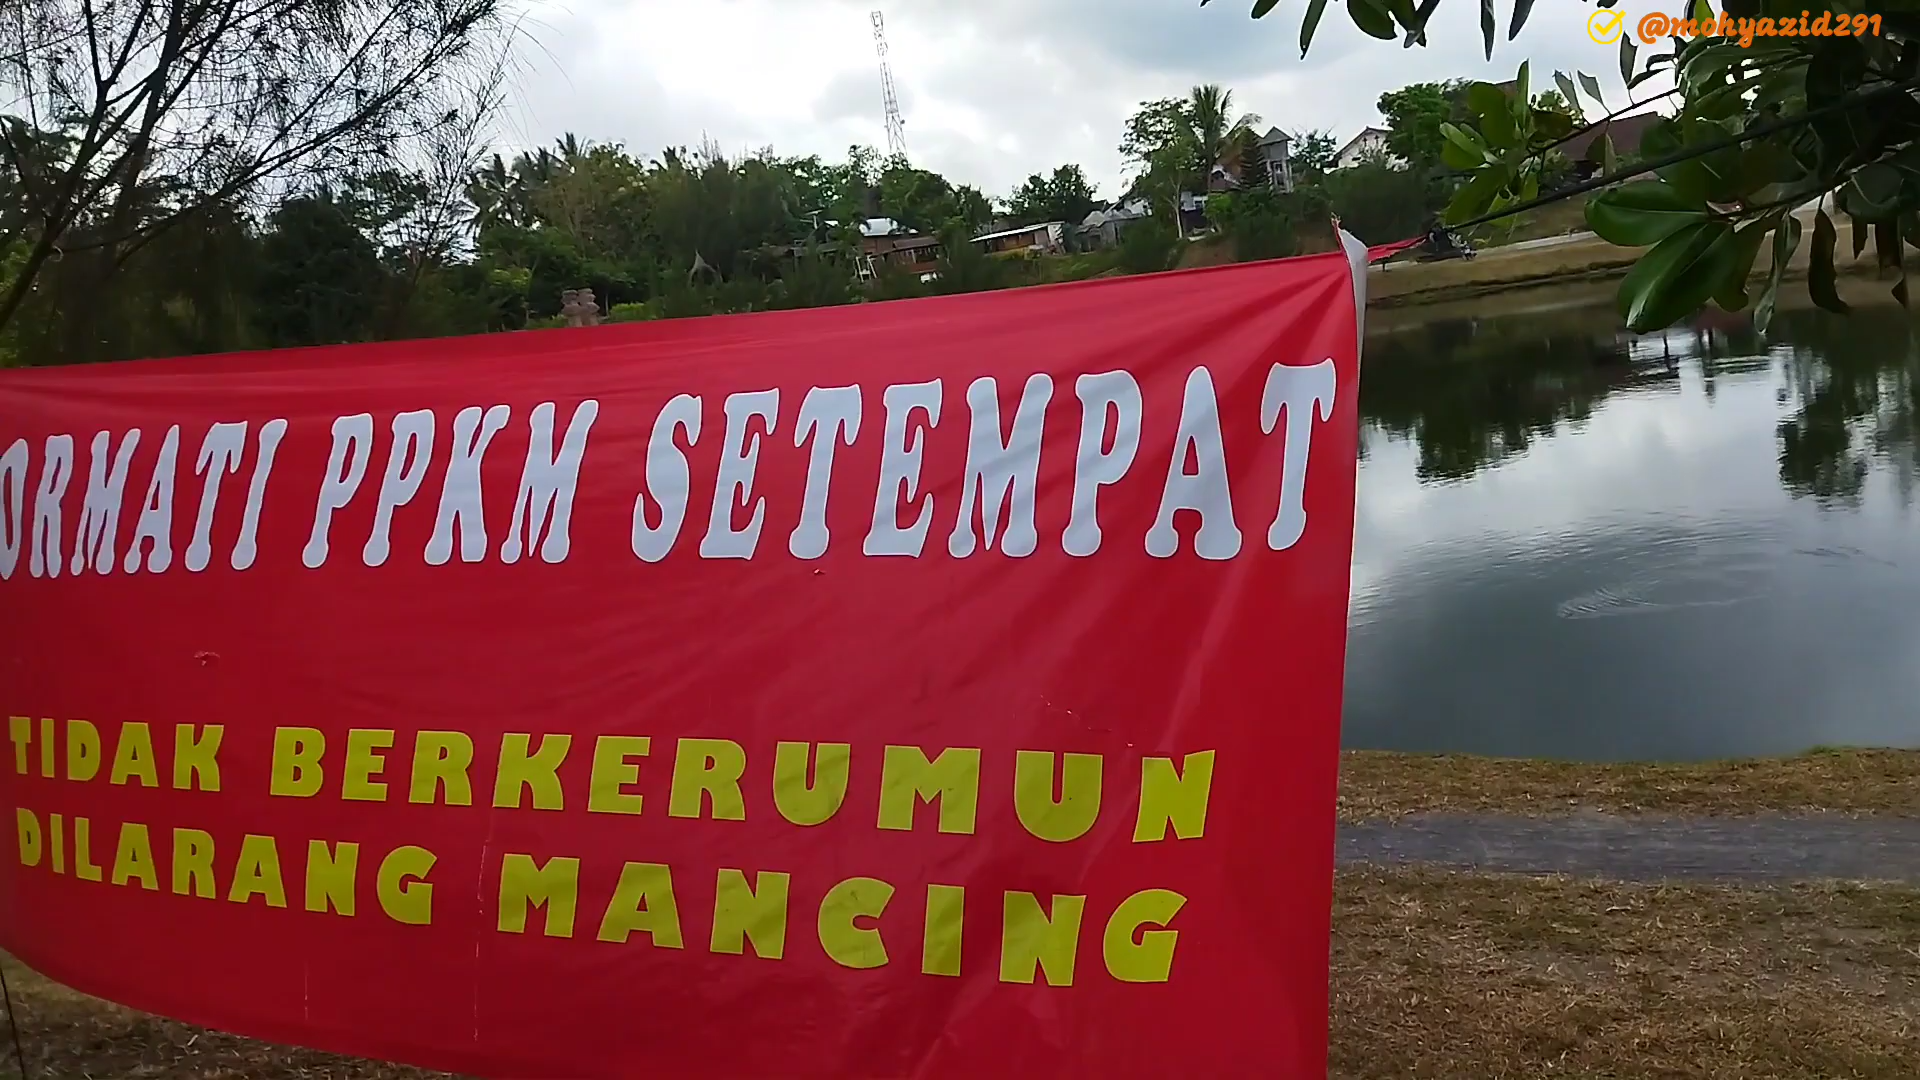 @mohyazid291
ORMATI PPKM SETEMPAT
TIDAK BERKERUMUN
DILARANG MANCING